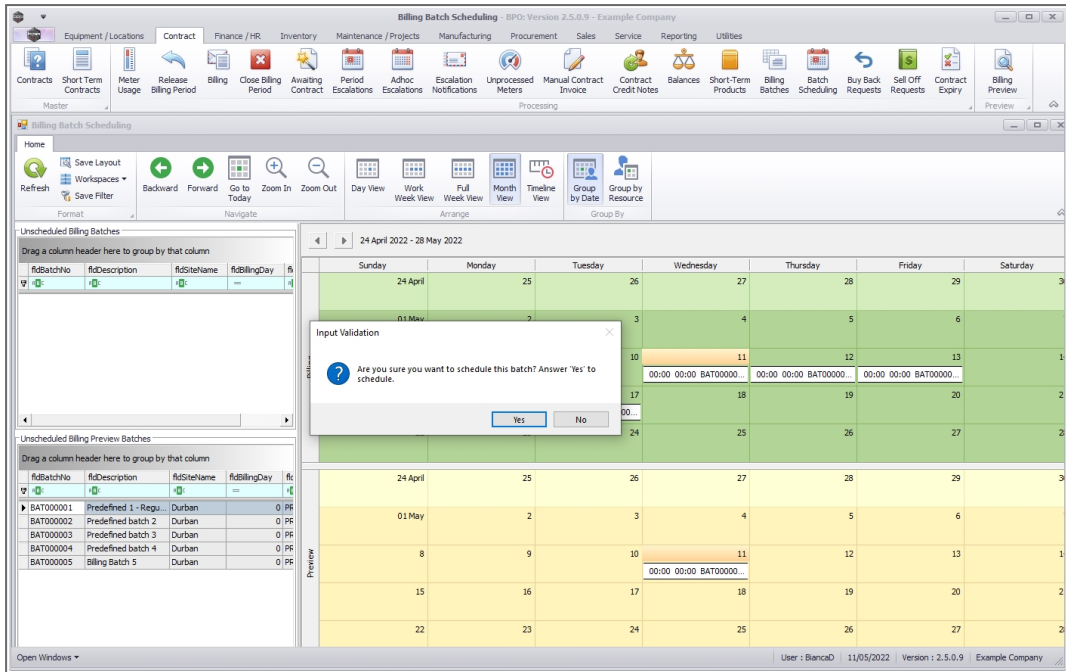 Billing Batch Scheduling - BPO: Version 2.5.0.9 - Example Company
Equipment / Locations Contract Finance / HR Inventory Maintenance / Projects Manufacturing Procurement Sales Service Reporting Utilities
Contracts Short Term Contracts Meter Usage Release Billing Period Billing Close Billing Period Awaiting Contract Period Escalations Adhoc Escalations Escalation Notifications Unprocessed Meters Manual Contract Invoice Contract Credit Notes Balances Short-Term Products Billing Batches Batch Scheduling Buy Back Requests Sell Off Requests Contract Expiry Billing Preview
Master Processing Preview
Billing Batch Scheduling
Home
Refresh Save Layout Workspaces Save Filter Backward Forward Go to Today Zoom In Zoom Out Day View Work Week View Full Week View Month View Timeline View Group by Date Group by Resource
Format Navigate Arrange Group By
Unscheduled Billing Batches
Drag a column header here to group by that column
fldBatchNo fldDescription fldSiteName fldBillingDay
24 April 2022 - 28 May 2022
Sunday Monday Tuesday Wednesday Thursday Friday Saturday
24 April 25 26 27 28 29
01 May 2 3 4 5 6
10 11 12 13
00:00 00:00 BAT00000... 00:00 00:00 BAT00000... 00:00 00:00 BAT00000...
17 18 19 20
24 25 26 27
Input Validation
Are you sure you want to schedule this batch? Answer 'Yes' to
schedule.
Yes No
Unscheduled Billing Preview Batches
Drag a column header here to group by that column
fldBatchNo fldDescription fldSiteName fldBillingDay
BAT000001 Predefined 1 - Regu... Durban 0 PR
BAT000002 Predefined batch 2 Durban 0 PR
BAT000003 Predefined batch 3 Durban 0 PR
BAT000004 Predefined batch 4 Durban 0 PR
BAT000005 Billing Batch 5 Durban 0 PR
Preview
24 April 25 26 27 28 29
01 May 2 3 4 5 6
8 9 10 11 12 13
00:00 00:00 BAT00000...
15 16 17 18 19 20
22 23 24 25 26 27
Open Windows User : BiancaD 11/05/2022 Version : 2.5.0.9 Example Company